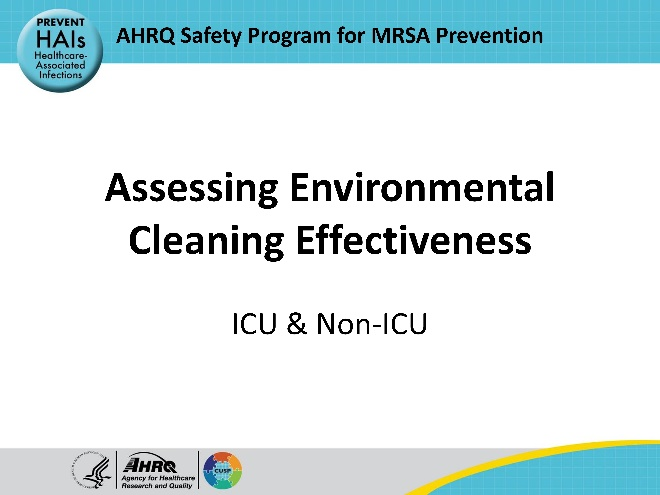 PREVENT
HAIs
Healthcare-
Associated
Infections
AHRQ Safety Program for MRSA Prevention
Assessing Environmental
Cleaning Effectiveness
ICU & Non-ICU
AHRQ
Agency for Healthcare
Research and Quality
CUSP